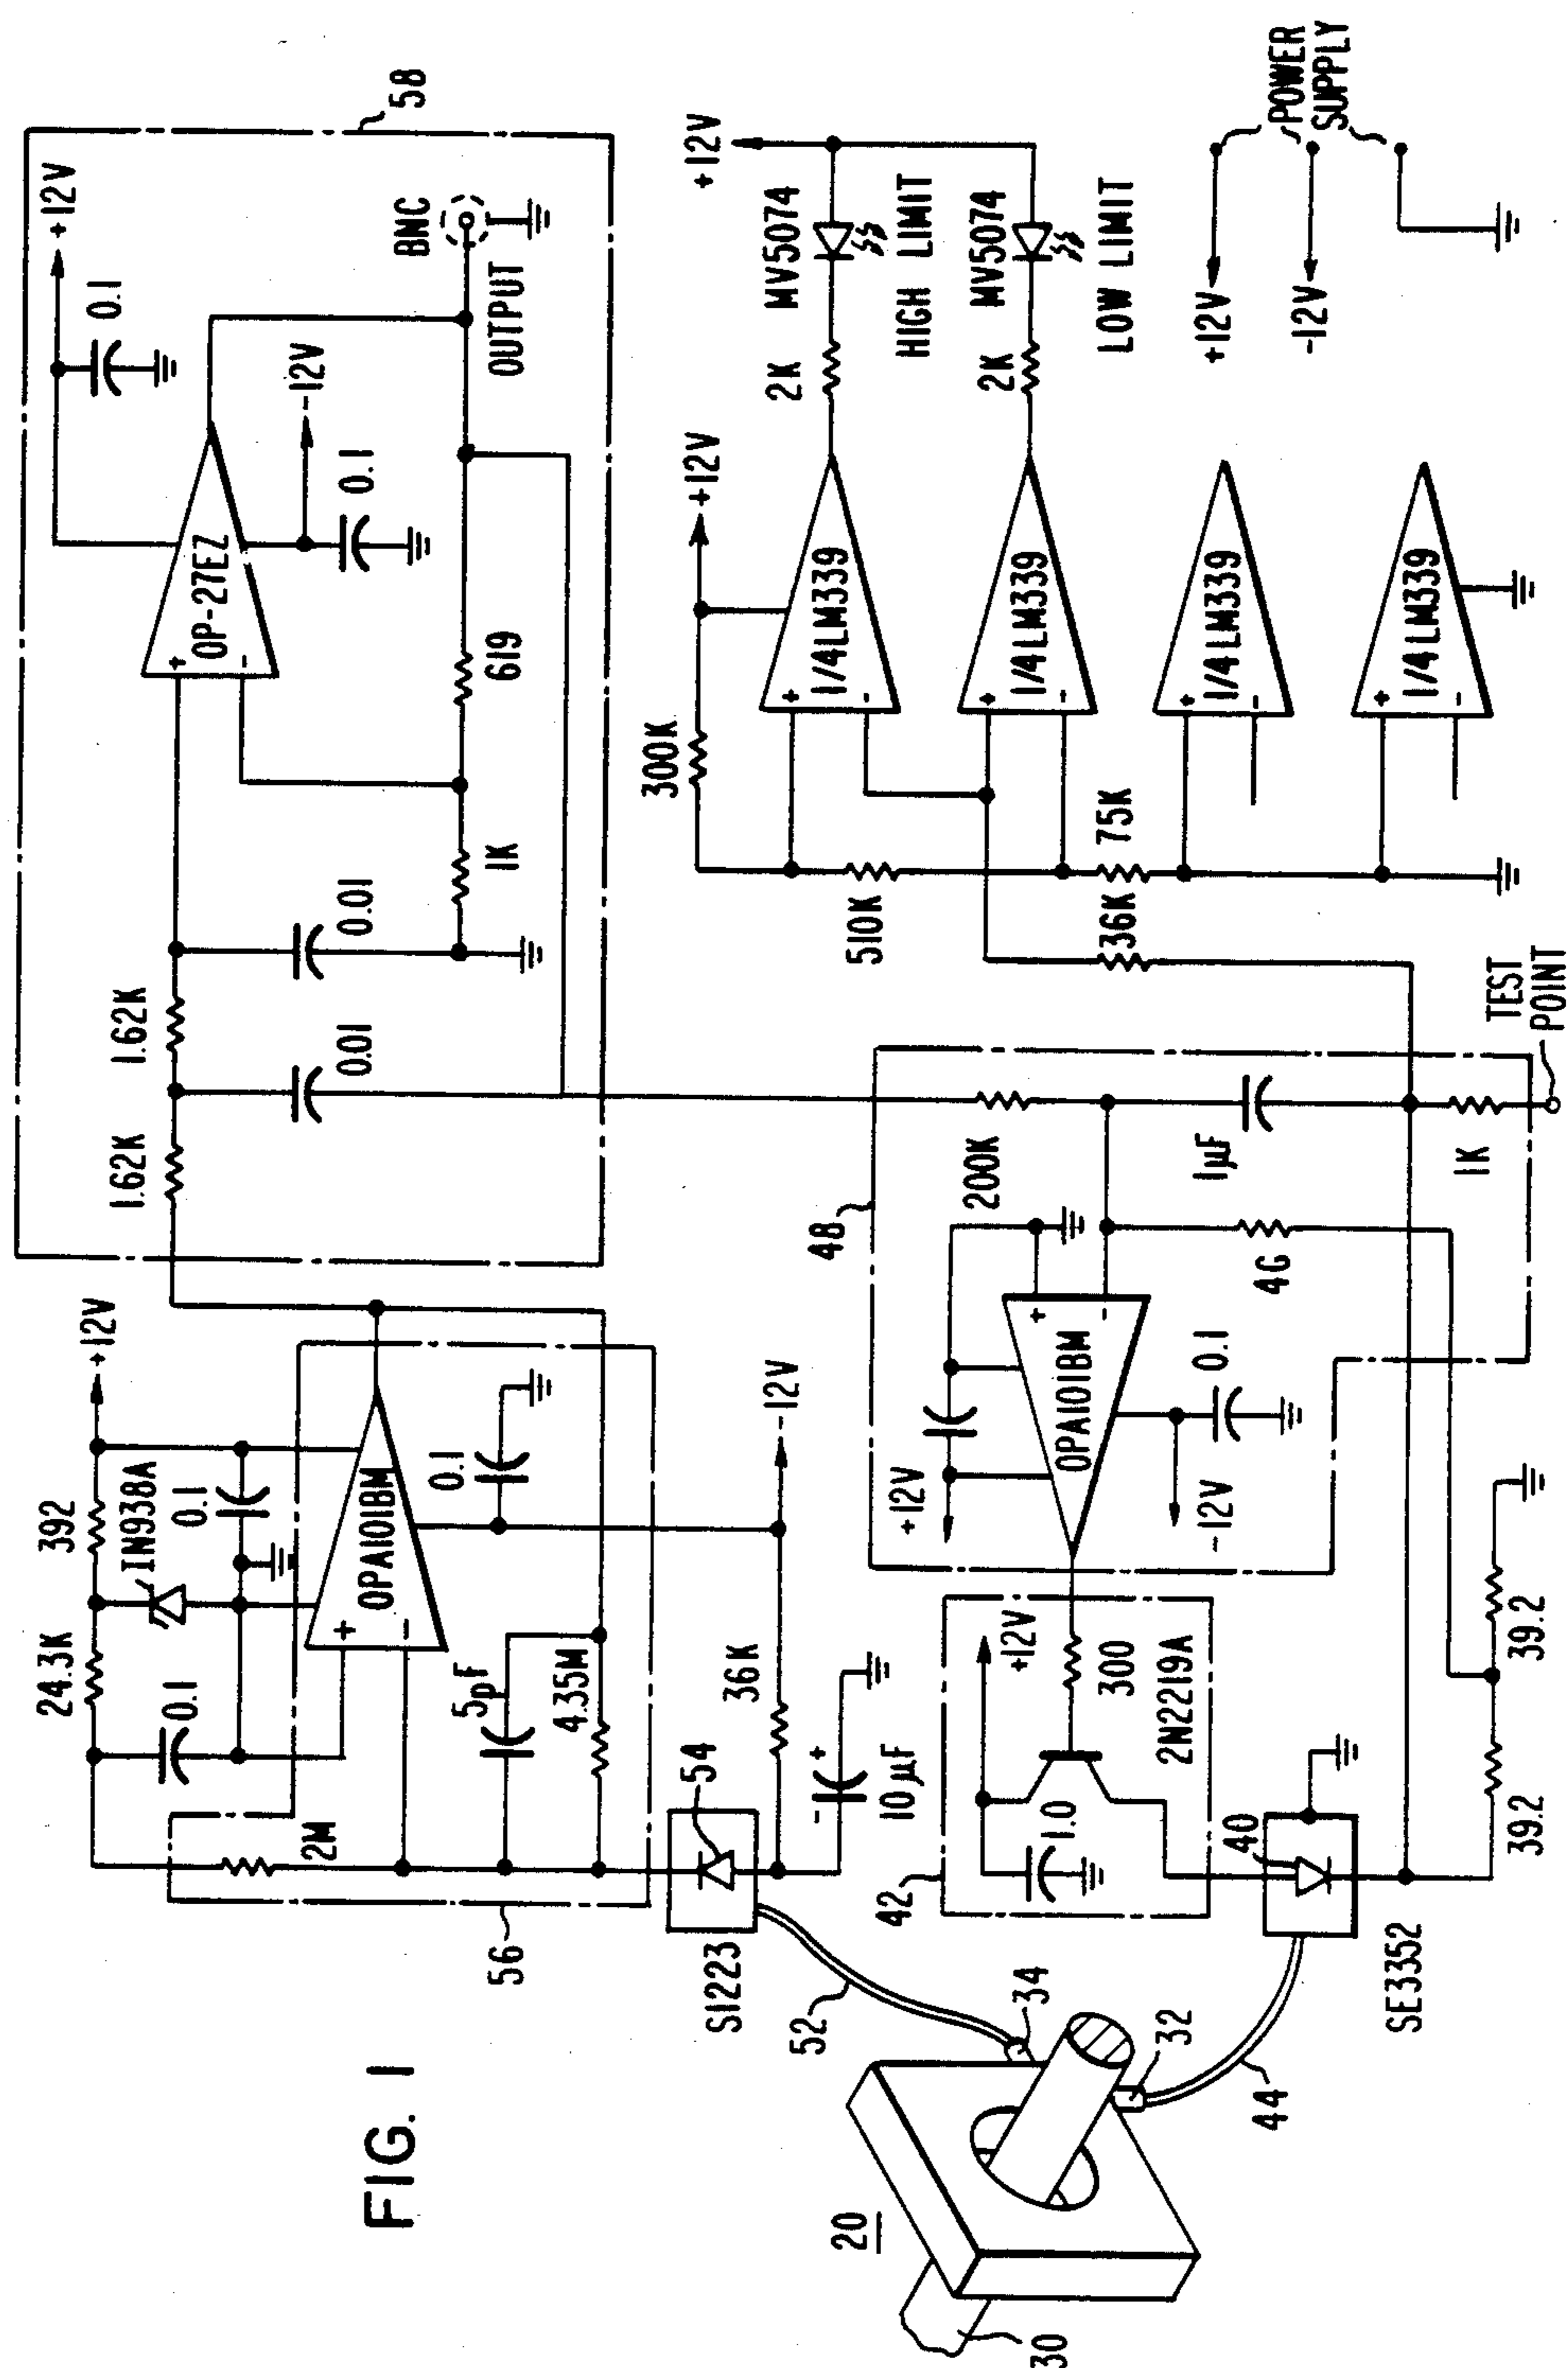 FIG. 1
58
+12V
0.1
OP-27EZ
+
-
-12V
0.1
BNC
OUTPUT
619
1K
0.01
0.01
1.62K
1.62K
+12V
392
24.3K
1N938A
0.1
0.1
OPA101BM
+
-
0.1
5pF
4.35M
2M
56
-12V
36K
- +
10 µF
54
S1223
52
34
32
44
20
30
+12V
MV5074
HIGH LIMIT
2K
MV5074
LOW LIMIT
2K
+12V
300K
1/4LM339
+
-
1/4LM339
+
-
1/4LM339
+
-
1/4LM339
+
-
510K
75K
36K
POWER
SUPPLY
+12V
-12V
TEST
POINT
1K
1µF
200K
48
4G
OPA101BM
+
-
+12V
-12V
0.1
42
+12V
300
2N2219A
1.0
40
SE3352
39.2
39.2